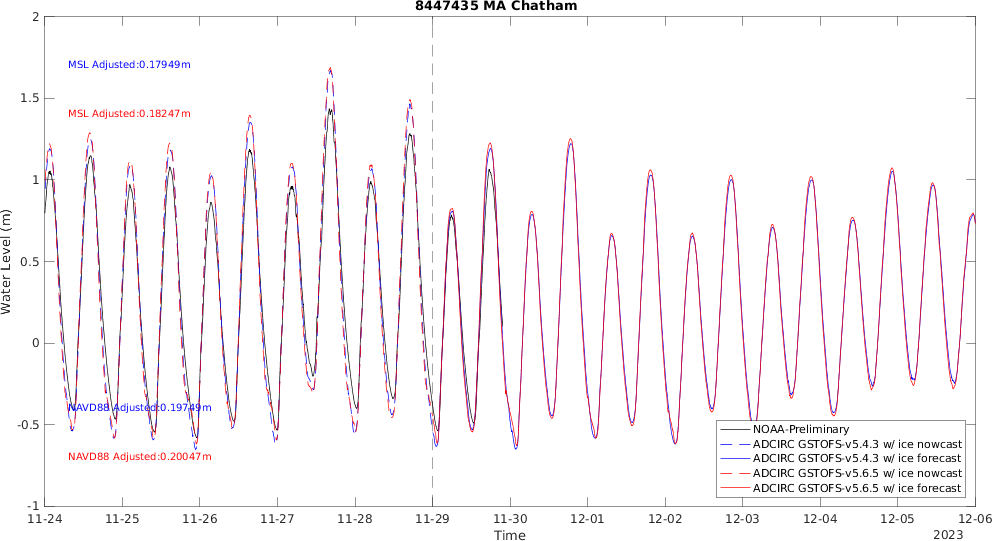 8447435 MA Chatham
2
1.5
1
0.5
0
-0.5
-1
Water Level (m)
MSL Adjusted:0.17949m
MSL Adjusted:0.18247m
NAVD88 Adjusted:0.19749m
NAVD88 Adjusted:0.20047m
NOAA-Preliminary
ADCIRC GSTOFS-v5.4.3 w/ ice nowcast
ADCIRC GSTOFS-v5.4.3 w/ ice forecast
ADCIRC GSTOFS-v5.6.5 w/ ice nowcast
ADCIRC GSTOFS-v5.6.5 w/ ice forecast
11-24 11-25 11-26 11-27 11-28 11-29 11-30 12-01 12-02 12-03 12-04 12-05 12-06
Time
2023